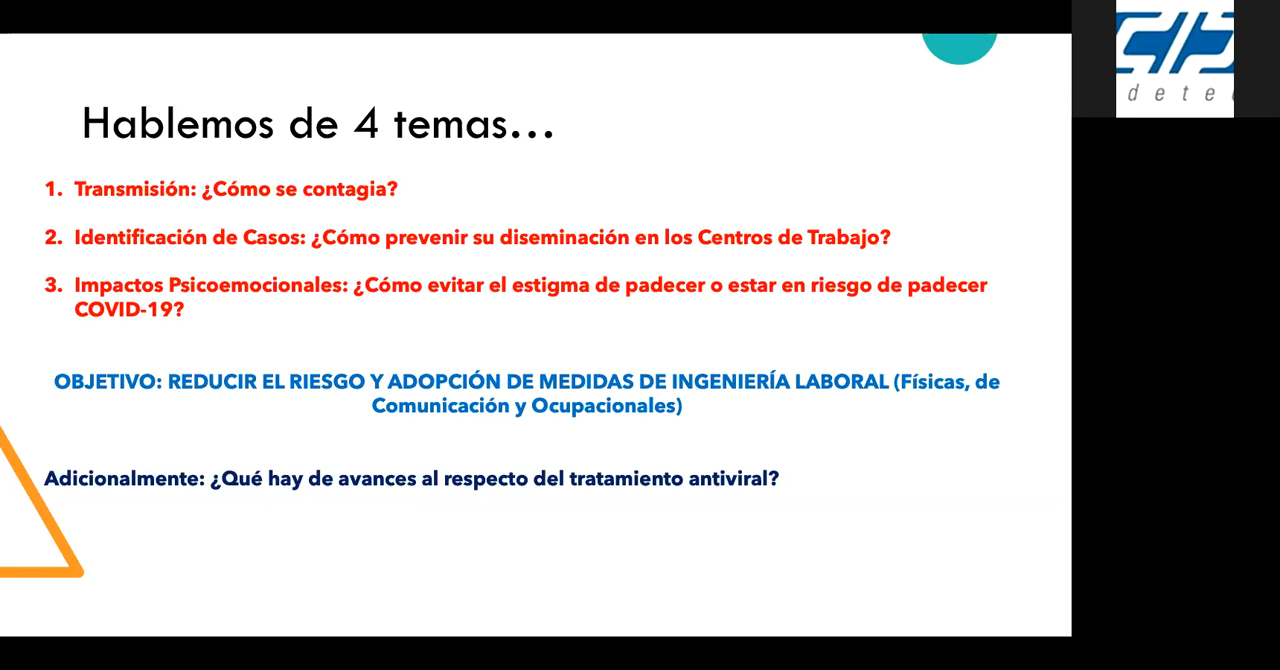 Hablemos de 4 temas...
1. Transmisión: ¿Cómo se contagia?
2. Identificación de Casos: ¿Cómo prevenir su diseminación en los Centros de Trabajo?
3. Impactos Psicoemocionales: ¿Cómo evitar el estigma de padecer o estar en riesgo de padecer
COVID-19?
OBJETIVO: REDUCIR EL RIESGO Y ADOPCIÓN DE MEDIDAS DE INGENIERÍA LABORAL (Físicas, de
Comunicación y Ocupacionales)
Adicionalmente: ¿Qué hay de avances al respecto del tratamiento antiviral?